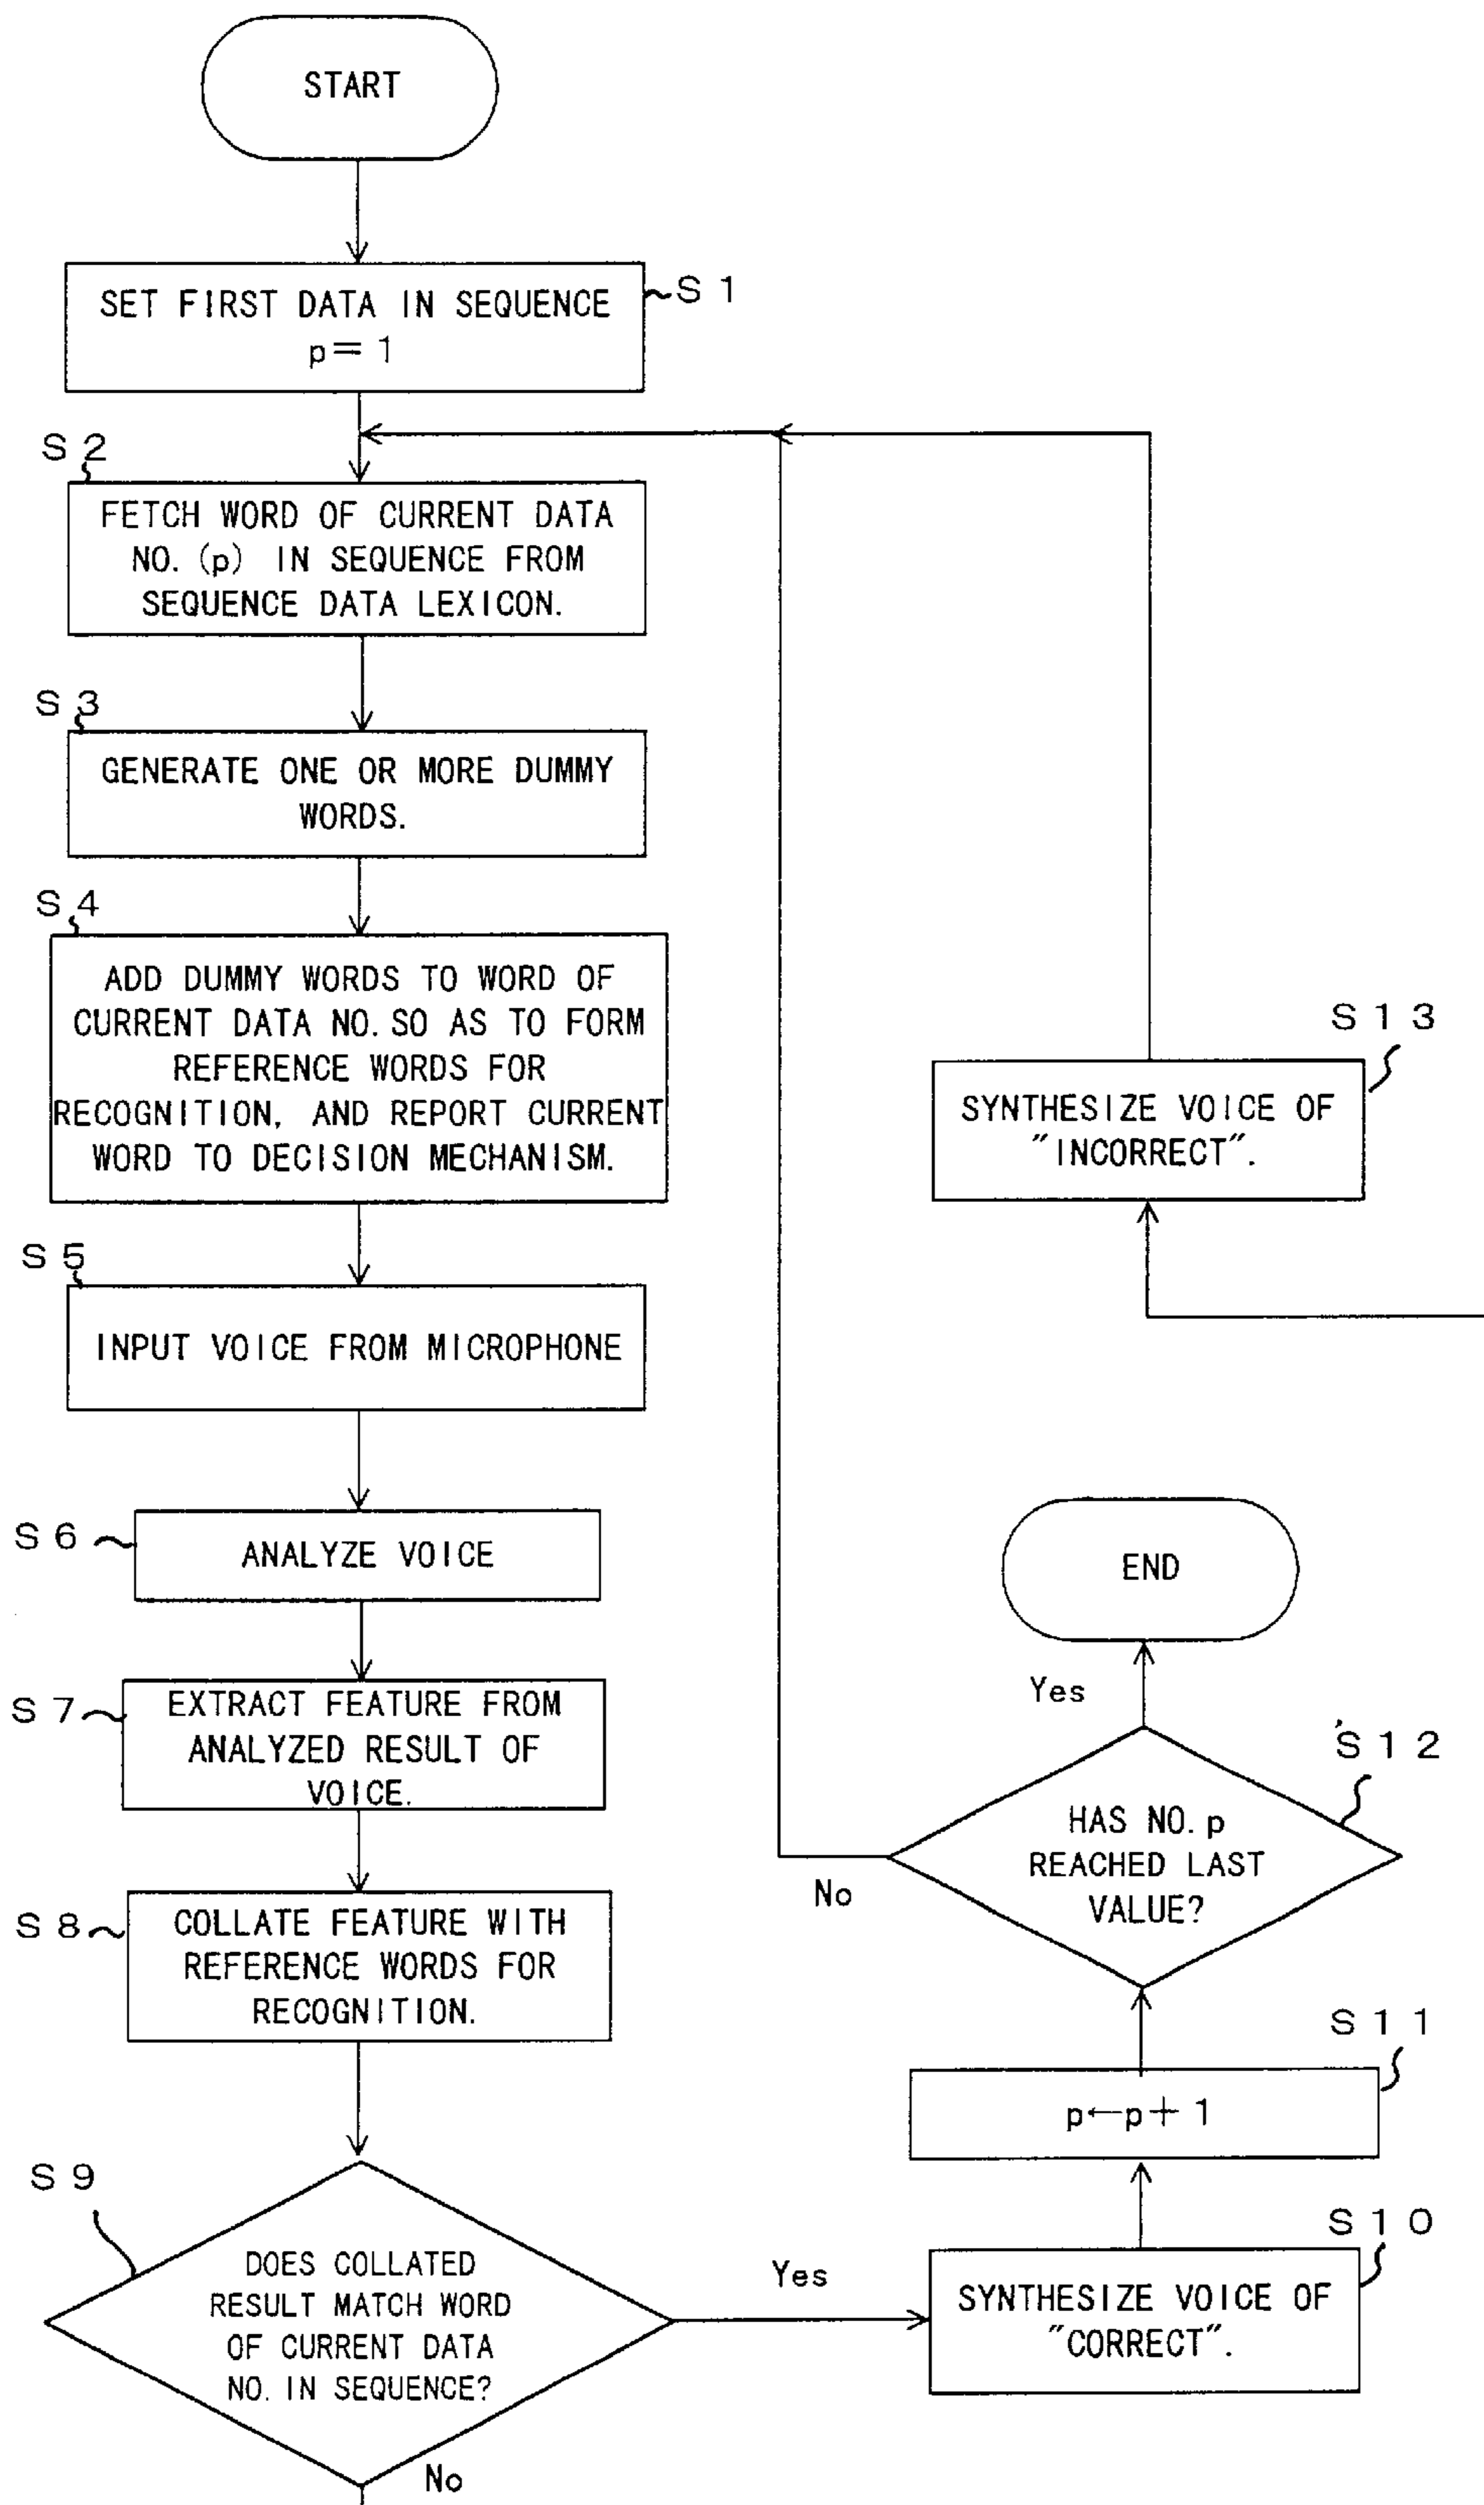 START
S1
SET FIRST DATA IN SEQUENCE
p=1
S2
FETCH WORD OF CURRENT DATA
NO. (p) IN SEQUENCE FROM
SEQUENCE DATA LEXICON.
S3
GENERATE ONE OR MORE DUMMY
WORDS.
S4
ADD DUMMY WORDS TO WORD OF
CURRENT DATA NO. SO AS TO FORM
REFERENCE WORDS FOR
RECOGNITION, AND REPORT CURRENT
WORD TO DECISION MECHANISM.
S5
INPUT VOICE FROM MICROPHONE
S6
ANALYZE VOICE
S7
EXTRACT FEATURE FROM
ANALYZED RESULT OF
VOICE.
S8
COLLATE FEATURE WITH
REFERENCE WORDS FOR
RECOGNITION.
S9
DOES COLLATED
RESULT MATCH WORD
OF CURRENT DATA
NO. IN SEQUENCE?
No
Yes
S10
SYNTHESIZE VOICE OF
"CORRECT".
S11
p←p+1
S12
HAS NO. p
REACHED LAST
VALUE?
No
Yes
END
S13
SYNTHESIZE VOICE OF
"INCORRECT".